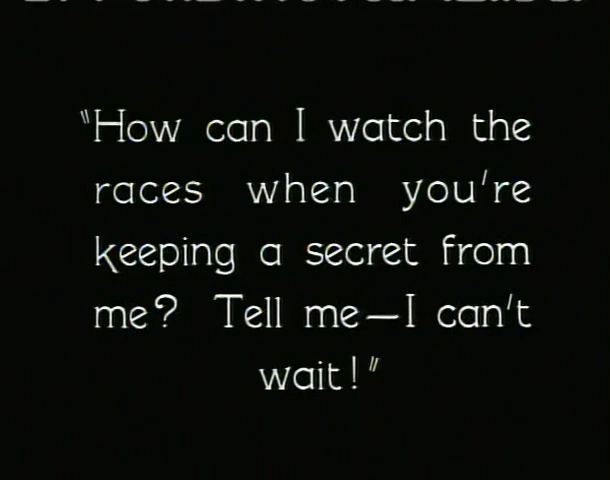 "How can I watch the
races when you're
keeping a secret from
me? Tell me—I can't
wait!"